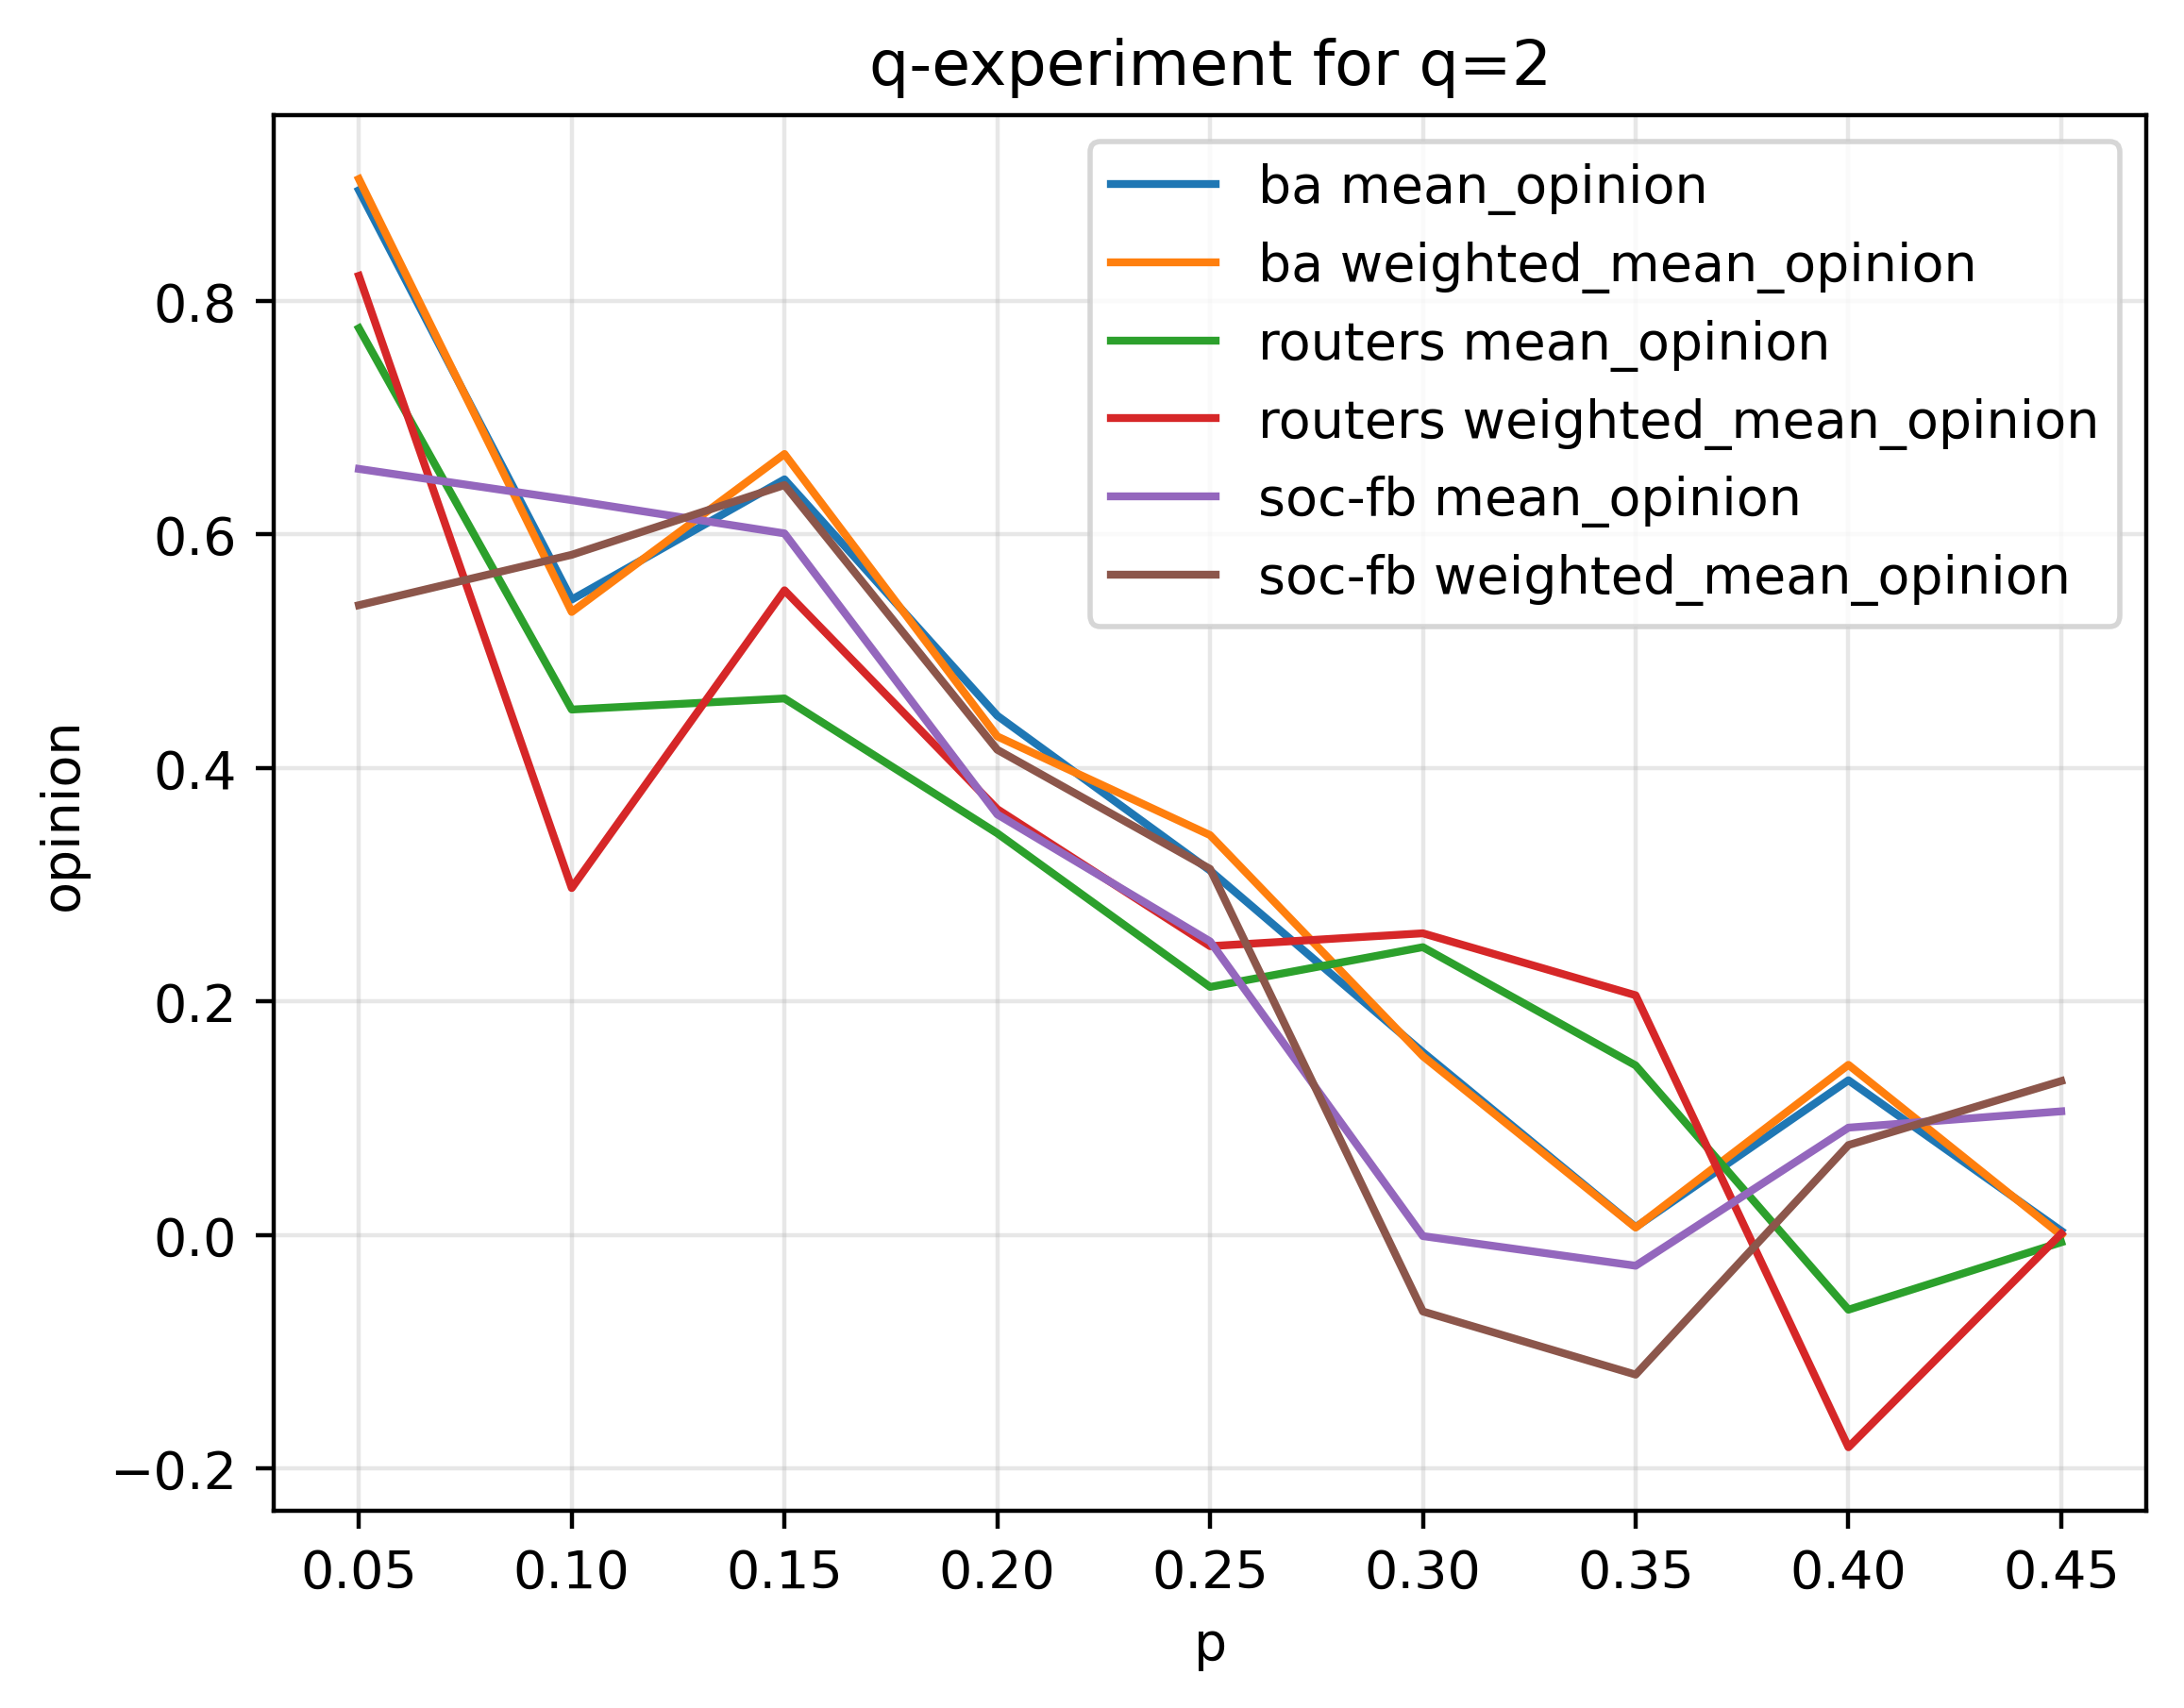 q-experiment for q=2
ba mean_opinion
ba weighted_mean_opinion
routers mean_opinion
routers weighted_mean_opinion
soc-fb mean_opinion
soc-fb weighted_mean_opinion
opinion
0.8
0.6
0.4
0.2
0.0
−0.2
0.05 0.10 0.15 0.20 0.25 0.30 0.35 0.40 0.45
p